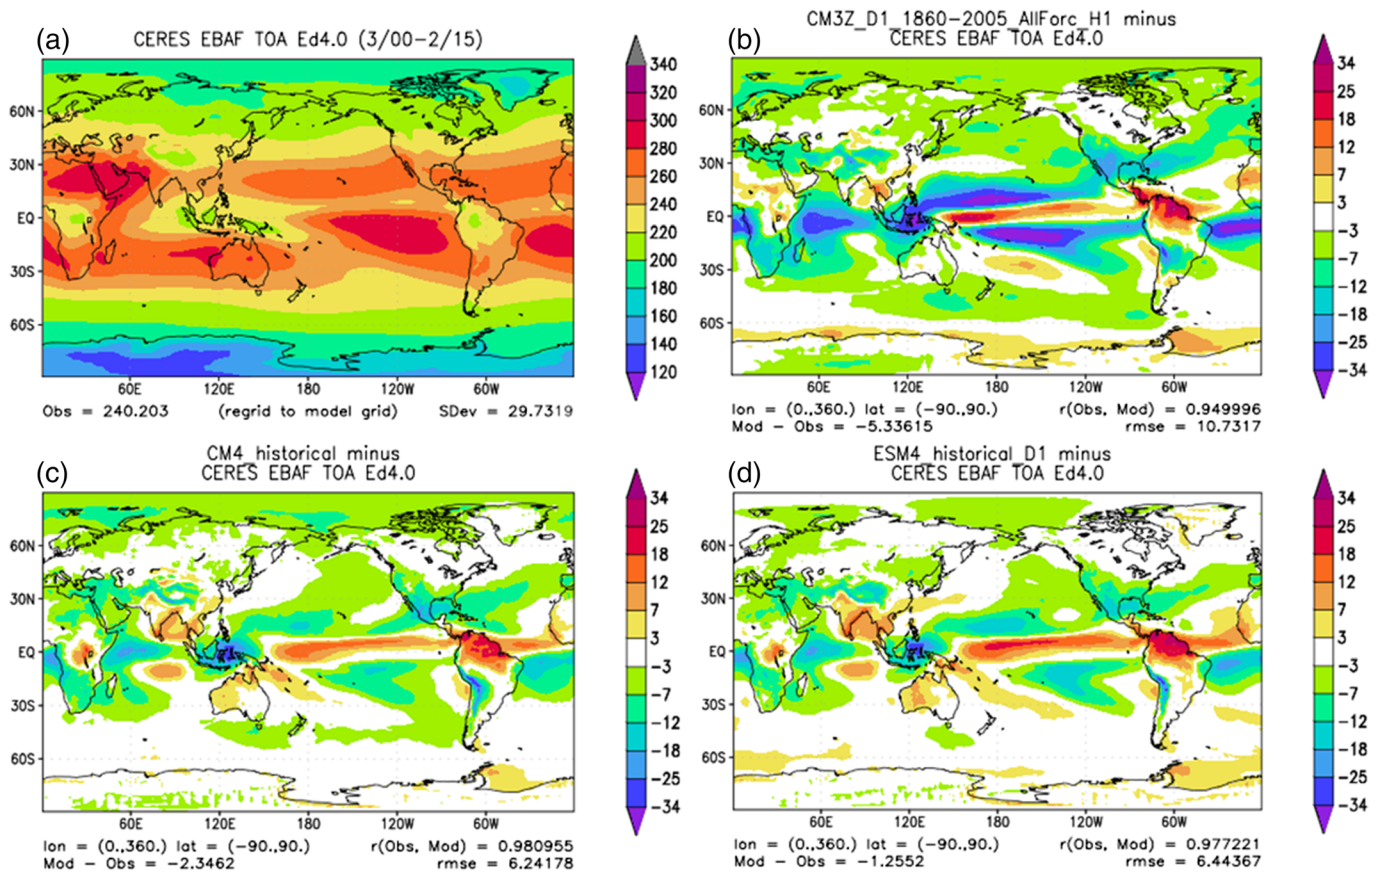 (a)
CERES EBAF TOA Ed4.0 (3/00-2/15)
60N
30N
EQ
30S
60S
60E 120E 180 120W 60W
Obs = 240.203 (regrid to model grid) SDev = 29.7319
340
320
300
280
260
240
220
200
180
160
140
120
(b)
CM3Z_D1_1860-2005_AllForc_H1 minus
CERES EBAF TOA Ed4.0
60N
30N
EQ
30S
60S
60E 120E 180 120W 60W
lon = (0.,360.) lat = (-90.,90.) r(Obs, Mod) = 0.949996
Mod - Obs = -5.33615 rmse = 10.7317
34
25
18
12
7
3
-3
-7
-12
-18
-25
-34
(c)
CM4_historical minus
CERES EBAF TOA Ed4.0
60N
30N
EQ
30S
60S
60E 120E 180 120W 60W
lon = (0.,360.) lat = (-90.,90.) r(Obs, Mod) = 0.980955
Mod - Obs = -2.3462 rmse = 6.24178
34
25
18
12
7
3
-3
-7
-12
-18
-25
-34
(d)
ESM4_historical_D1 minus
CERES EBAF TOA Ed4.0
60N
30N
EQ
30S
60S
60E 120E 180 120W 60W
lon = (0.,360.) lat = (-90.,90.) r(Obs, Mod) = 0.977221
Mod - Obs = -1.2552 rmse = 6.44367
34
25
18
12
7
3
-3
-7
-12
-18
-25
-34